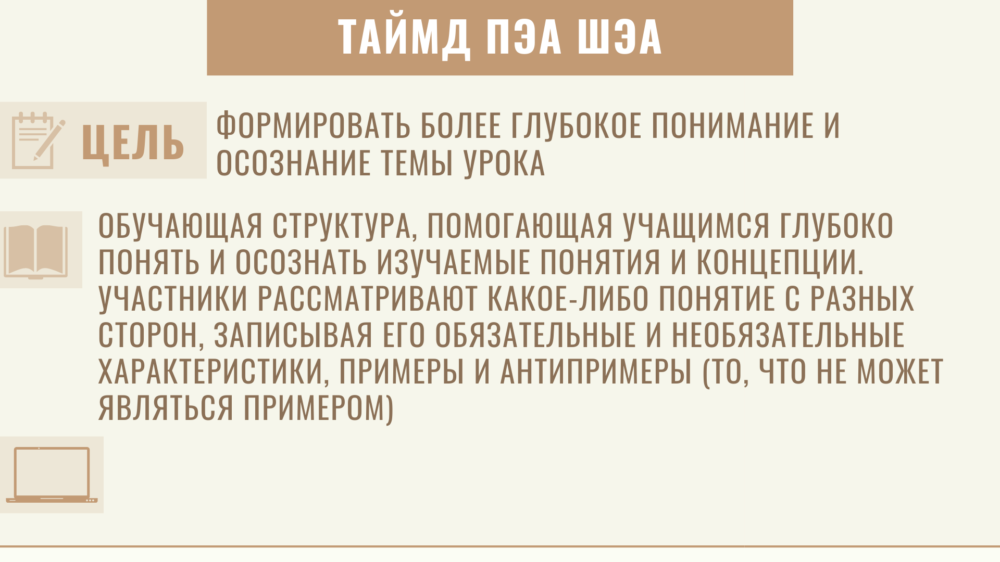 ТАЙМД ПЭА ШЭА
ЦЕЛЬ
ФОРМИРОВАТЬ БОЛЕЕ ГЛУБОКОЕ ПОНИМАНИЕ И
ОСОЗНАНИЕ ТЕМЫ УРОКА
ОБУЧАЮЩАЯ СТРУКТУРА, ПОМОГАЮЩАЯ УЧАЩИМСЯ ГЛУБОКО
ПОНЯТЬ И ОСОЗНАТЬ ИЗУЧАЕМЫЕ ПОНЯТИЯ И КОНЦЕПЦИИ.
УЧАСТНИКИ РАССМАТРИВАЮТ КАКОЕ-ЛИБО ПОНЯТИЕ С РАЗНЫХ
СТОРОН, ЗАПИСЫВАЯ ЕГО ОБЯЗАТЕЛЬНЫЕ И НЕОБЯЗАТЕЛЬНЫЕ
ХАРАКТЕРИСТИКИ, ПРИМЕРЫ И АНТИПРИМЕРЫ (ТО, ЧТО НЕ МОЖЕТ
ЯВЛЯТЬСЯ ПРИМЕРОМ)